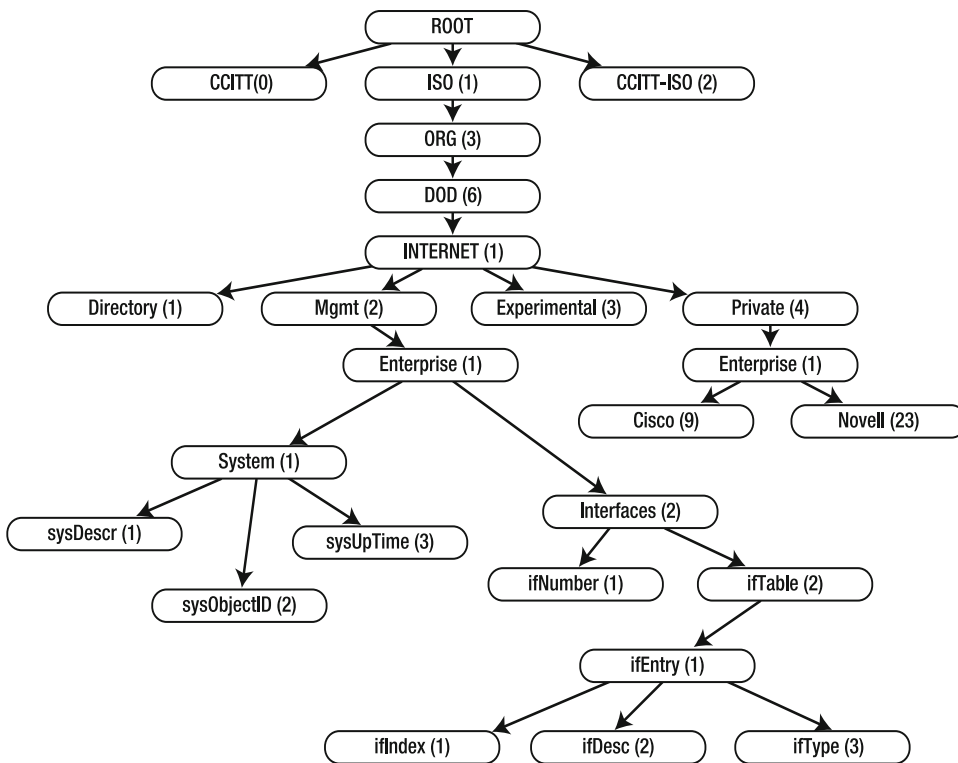 ROOT
CCITT(0)
ISO (1)
CCITT-ISO (2)
ORG (3)
DOD (6)
INTERNET (1)
Directory (1)
Mgmt (2)
Experimental (3)
Private (4)
Enterprise (1)
Enterprise (1)
Cisco (9)
Novell (23)
System (1)
Interfaces (2)
sysDescr (1)
sysUpTime (3)
ifNumber (1)
ifTable (2)
sysObjectID (2)
ifEntry (1)
ifIndex (1)
ifDesc (2)
ifType (3)